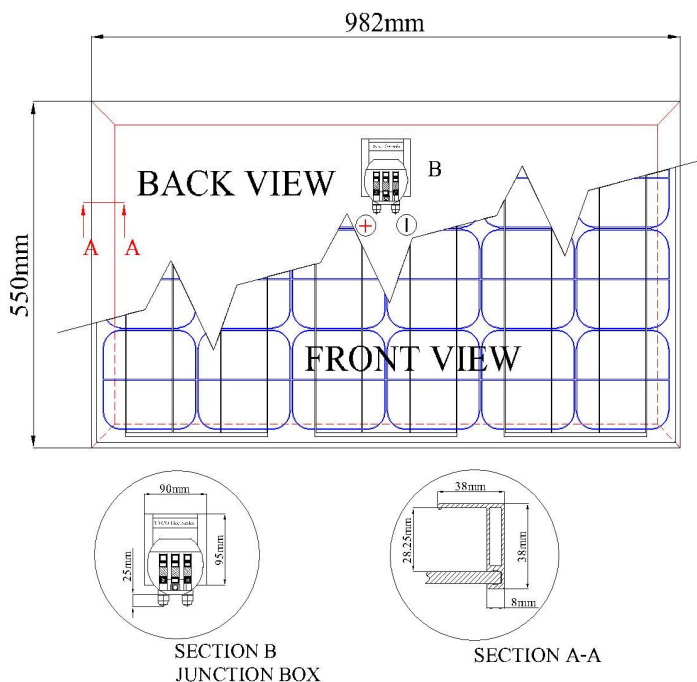 982mm
550mm
BACK VIEW
B
+
A A
FRONT VIEW
90mm
95mm
25mm
SECTION B
JUNCTION BOX
38mm
28.25mm
38mm
8mm
SECTION A-A